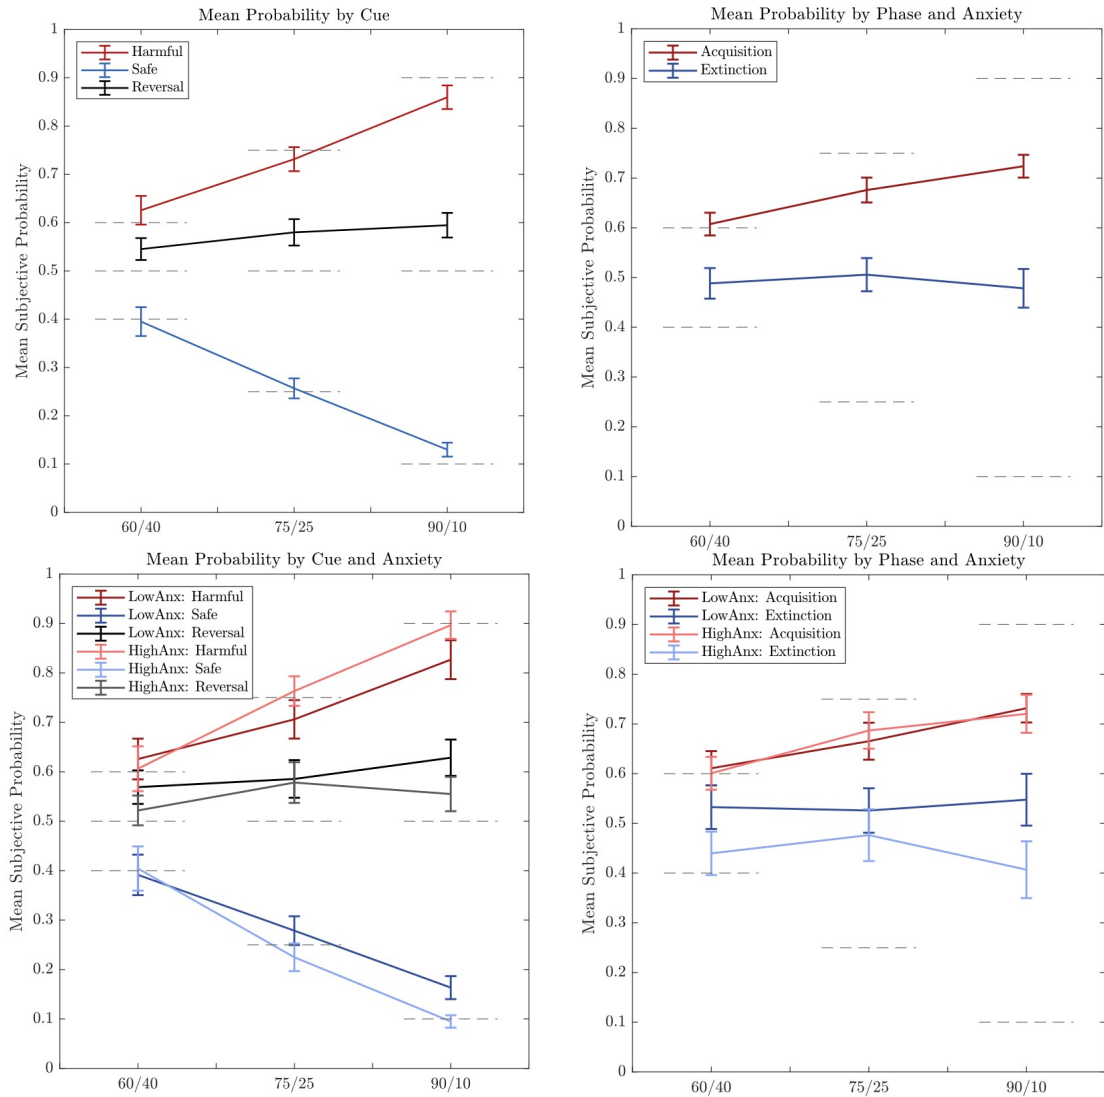 Mean Probability by Cue
Harmful
Safe
Reversal
Mean Subjective Probability
1
0.9
0.8
0.7
0.6
0.5
0.4
0.3
0.2
0.1
0
60/40
75/25
90/10
Mean Probability by Phase and Anxiety
Acquisition
Extinction
Mean Subjective Probability
1
0.9
0.8
0.7
0.6
0.5
0.4
0.3
0.2
0.1
0
60/40
75/25
90/10
Mean Probability by Cue and Anxiety
LowAnx: Harmful
LowAnx: Safe
LowAnx: Reversal
HighAnx: Harmful
HighAnx: Safe
HighAnx: Reversal
Mean Subjective Probability
1
0.9
0.8
0.7
0.6
0.5
0.4
0.3
0.2
0.1
0
60/40
75/25
90/10
Mean Probability by Phase and Anxiety
LowAnx: Acquisition
LowAnx: Extinction
HighAnx: Acquisition
HighAnx: Extinction
Mean Subjective Probability
1
0.9
0.8
0.7
0.6
0.5
0.4
0.3
0.2
0.1
0
60/40
75/25
90/10